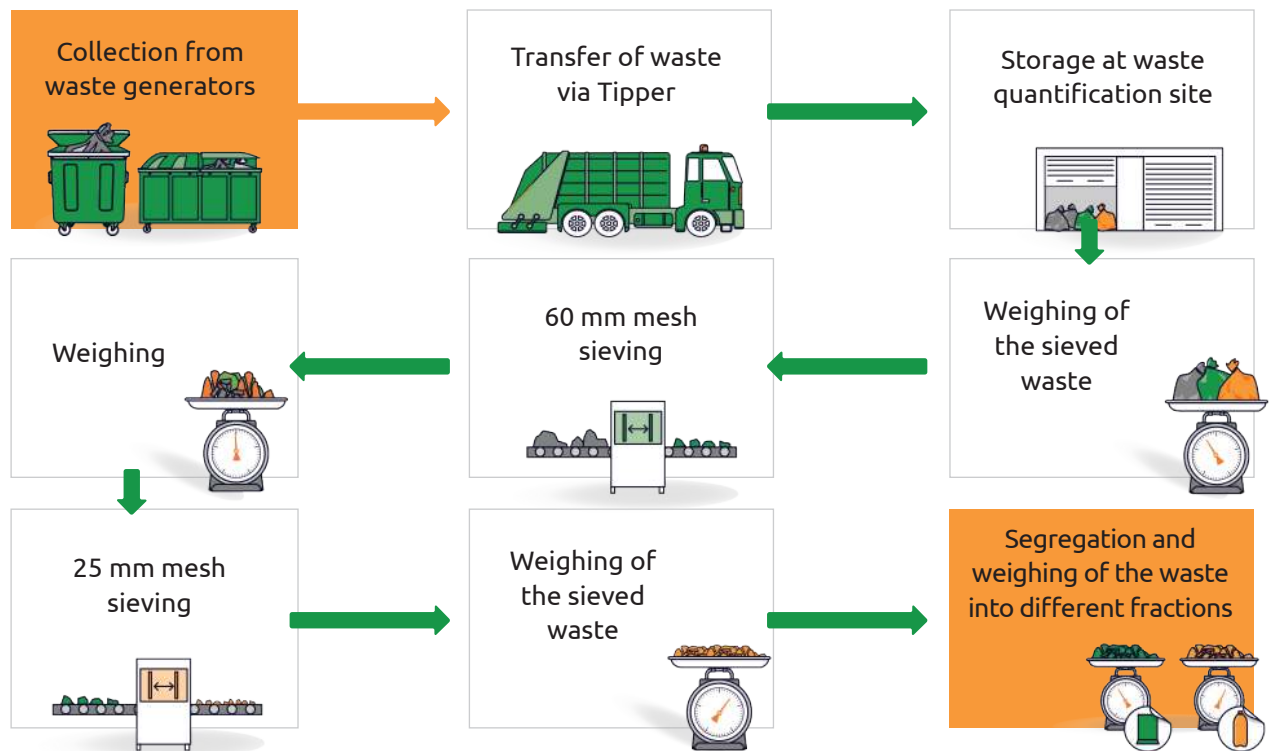 Collection from
waste generators
Transfer of waste
via Tipper
Storage at waste
quantification site
Weighing of
the sieved
waste
60 mm mesh
sieving
Weighing
25 mm mesh
sieving
Weighing of
the sieved
waste
Segregation and
weighing of the waste
into different fractions